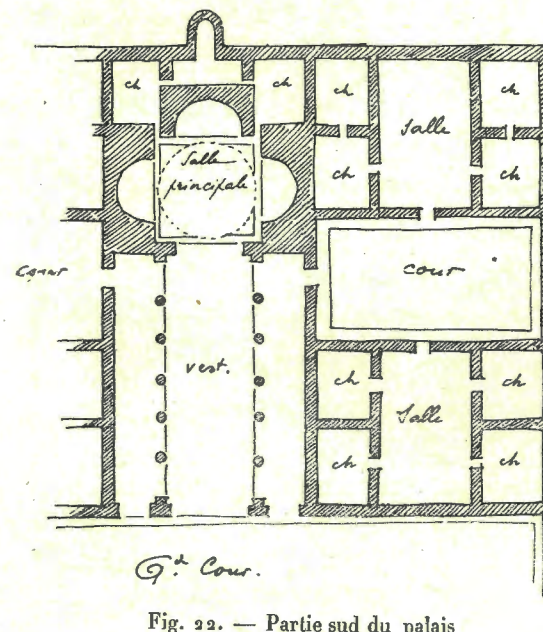 ch
ch
ch
ch
Salle
ch
ch
ch
Salle
principale
cour
cour
vest.
ch
ch
Salle
ch
ch
Gde Cour.
Fig. 22. — Partie sud du palais